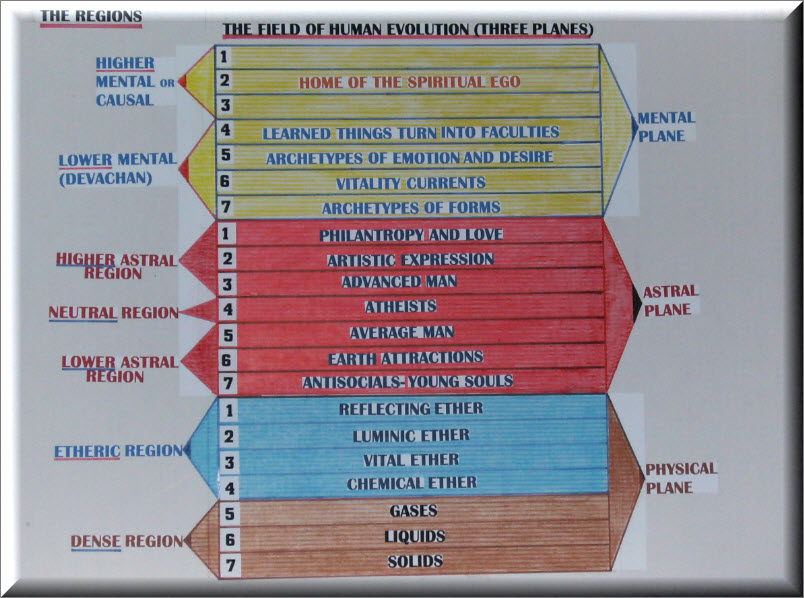 THE REGIONS
THE FIELD OF HUMAN EVOLUTION (THREE PLANES)
HIGHER
MENTAL OR
CAUSAL
1
2 HOME OF THE SPIRITUAL EGO
3
LOWER MENTAL
(DEVACHAN)
4 LEARNED THINGS TURN INTO FACULTIES
5 ARCHETYPES OF EMOTION AND DESIRE
6 VITALITY CURRENTS
7 ARCHETYPES OF FORMS
MENTAL
PLANE
HIGHER ASTRAL
REGION
1 PHILANTROPY AND LOVE
2 ARTISTIC EXPRESSION
3 ADVANCED MAN
NEUTRAL REGION
4 ATHEISTS
LOWER ASTRAL
REGION
5 AVERAGE MAN
6 EARTH ATTRACTIONS
7 ANTISOCIALS-YOUNG SOULS
ASTRAL
PLANE
ETHERIC REGION
1 REFLECTING ETHER
2 LUMINIC ETHER
3 VITAL ETHER
4 CHEMICAL ETHER
DENSE REGION
5 GASES
6 LIQUIDS
7 SOLIDS
PHYSICAL
PLANE